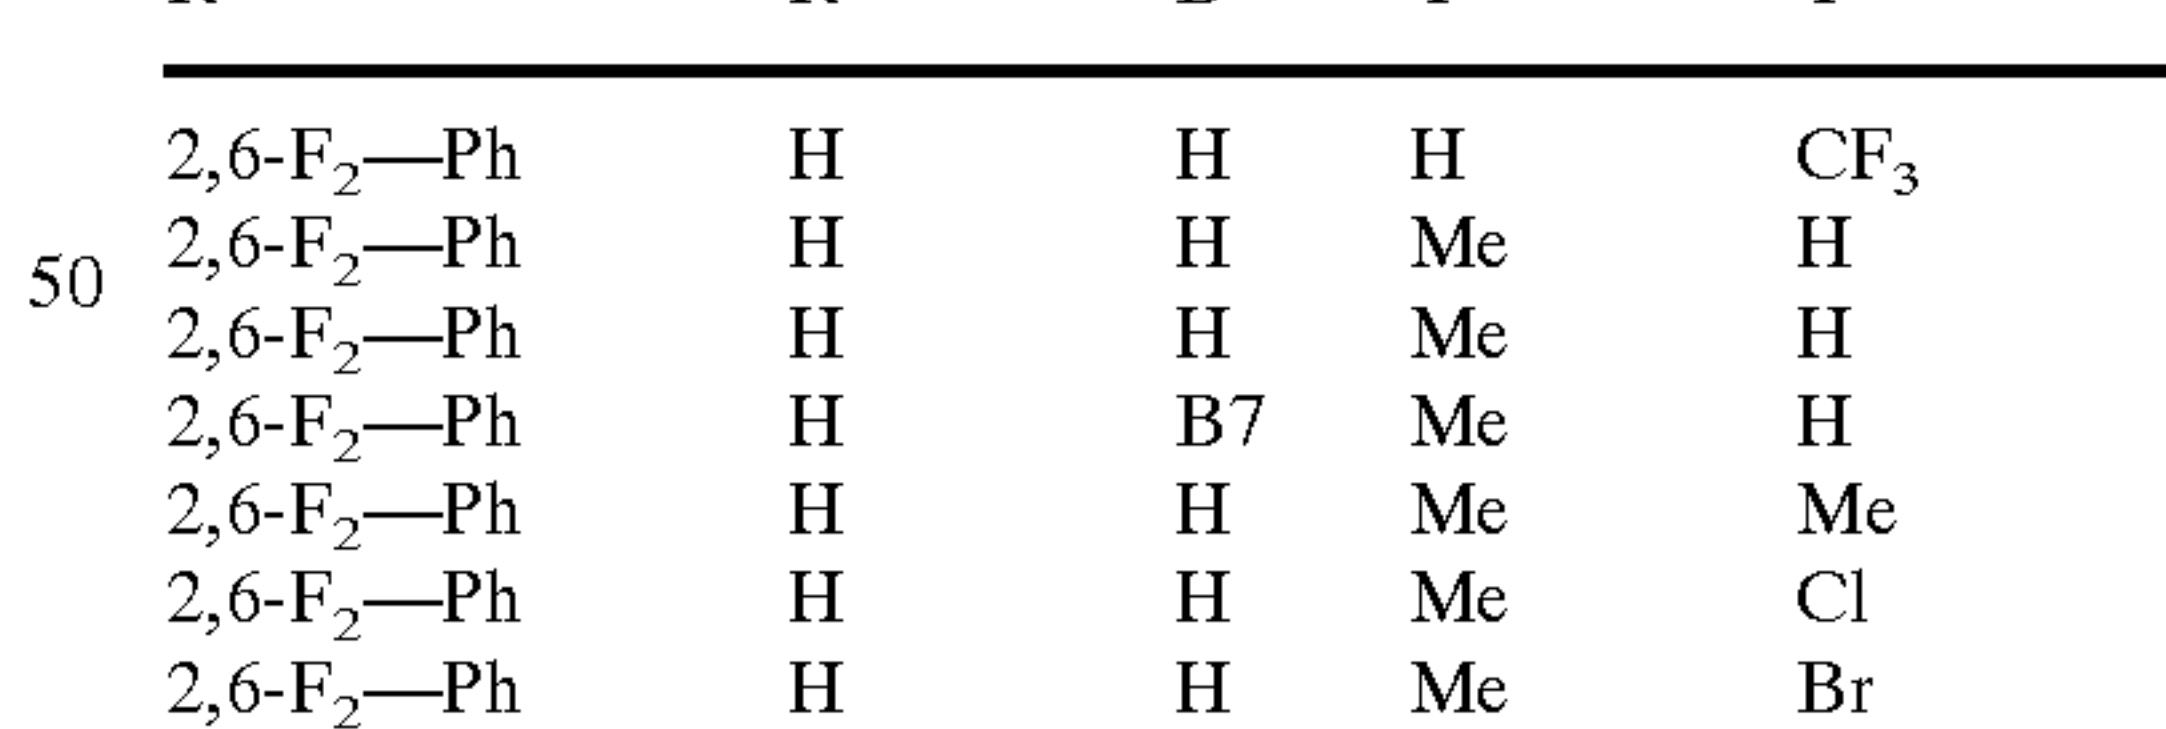 2,6-F₂—Ph H H H CF₃
2,6-F₂—Ph H H Me H
50
2,6-F₂—Ph H H Me H
2,6-F₂—Ph H B7 Me H
2,6-F₂—Ph H H Me Me
2,6-F₂—Ph H H Me Cl
2,6-F₂—Ph H H Me Br